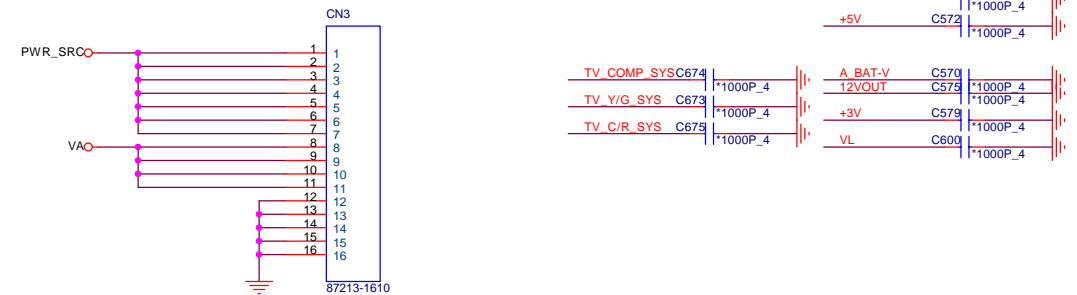 CN3
PWR_SRC
1 1
2 2
3 3
4 4
5 5
6 6
7 7
VA
8 8
9 9
10 10
11 11
12 12
13 13
14 14
15 15
16 16
87213-1610
TV_COMP_SYS C674
*1000P_4
TV_Y/G_SYS C673
*1000P_4
TV_C/R_SYS C675
*1000P_4
*1000P_4
+5V C572
*1000P_4
A_BAT-V C570
*1000P_4
12VOUT C575
*1000P_4
+3V C579
*1000P_4
VL C600
*1000P_4